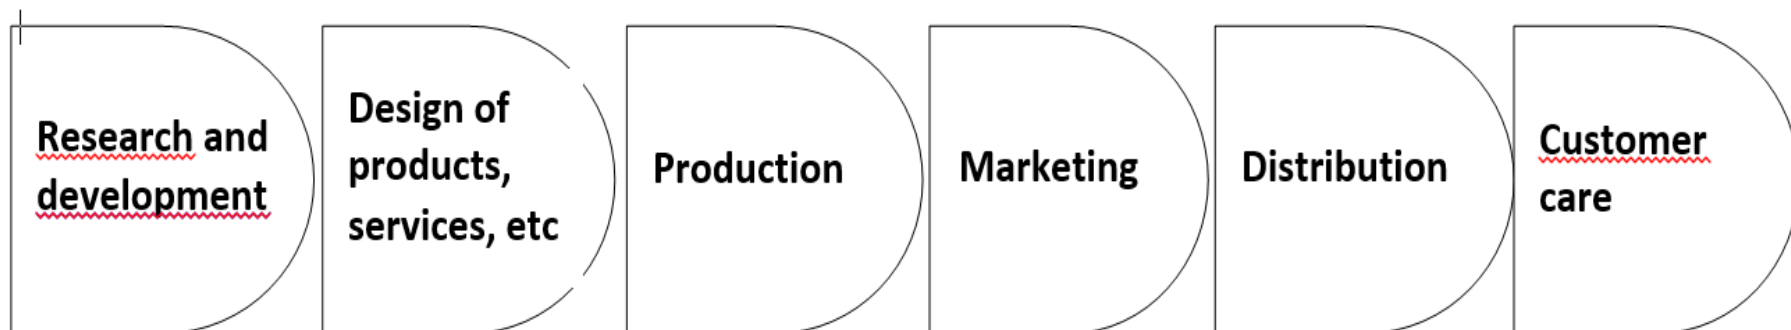 Research and
development
Design of
products,
services, etc
Production
Marketing
Distribution
Customer
care